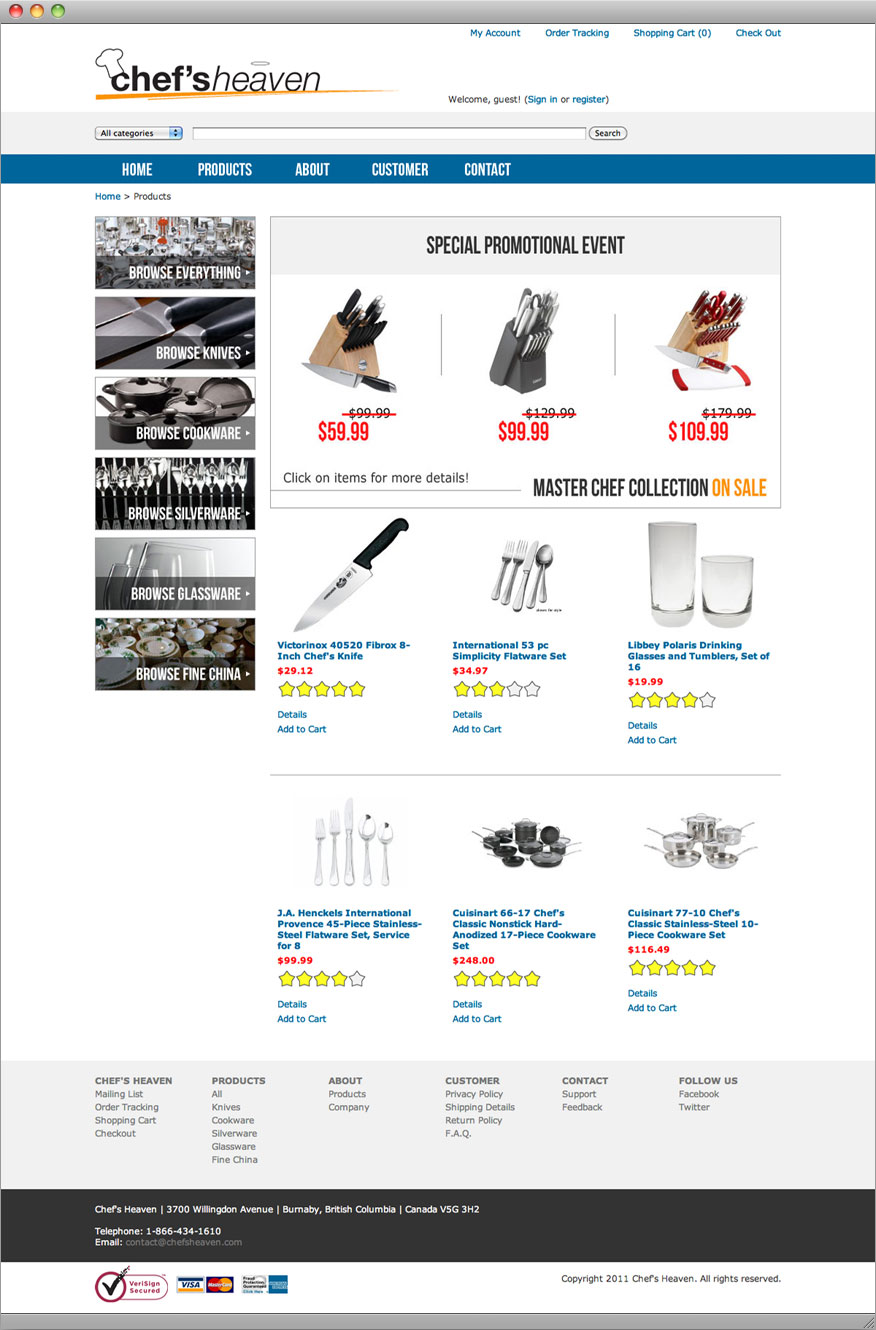 My Account Order Tracking Shopping Cart (0) Check Out
chef'sheaven
Welcome, guest! (Sign in or register)
All categories Search
HOME PRODUCTS ABOUT CUSTOMER CONTACT
Home > Products
BROWSE EVERYTHING
BROWSE KNIVES
BROWSE COOKWARE
BROWSE SILVERWARE
BROWSE GLASSWARE
BROWSE FINE CHINA
SPECIAL PROMOTIONAL EVENT
$99.99 $129.99 $179.99
$59.99 $99.99 $109.99
Click on items for more details!
MASTER CHEF COLLECTION ON SALE
Victorinox 40520 Fibrox 8-
Inch Chef's Knife
$29.12
Details
Add to Cart
International 53 pc
Simplicity Flatware Set
$34.97
Details
Add to Cart
Libbey Polaris Drinking
Glasses and Tumblers, Set of
16
$19.99
Details
Add to Cart
J.A. Henckels International
Provence 45-Piece Stainless-
Steel Flatware Set, Service
for 8
$99.99
Details
Add to Cart
Cuisinart 66-17 Chef's
Classic Nonstick Hard-
Anodized 17-Piece Cookware
Set
$248.00
Details
Add to Cart
Cuisinart 77-10 Chef's
Classic Stainless-Steel 10-
Piece Cookware Set
$116.49
Details
Add to Cart
CHEF'S HEAVEN
Mailing List
Order Tracking
Shopping Cart
Checkout
PRODUCTS
All
Knives
Cookware
Silverware
Glassware
Fine China
ABOUT
Products
Company
CUSTOMER
Privacy Policy
Shipping Details
Return Policy
F.A.Q.
CONTACT
Support
Feedback
FOLLOW US
Facebook
Twitter
Chef's Heaven | 3700 Willingdon Avenue | Burnaby, British Columbia | Canada V5G 3H2
Telephone: 1-866-434-1610
Email: contact@chefsheaven.com
VeriSign
Secured
VISA MasterCard
Fraud
Protection
Guarantee
Click Here
Copyright 2011 Chef's Heaven. All rights reserved.